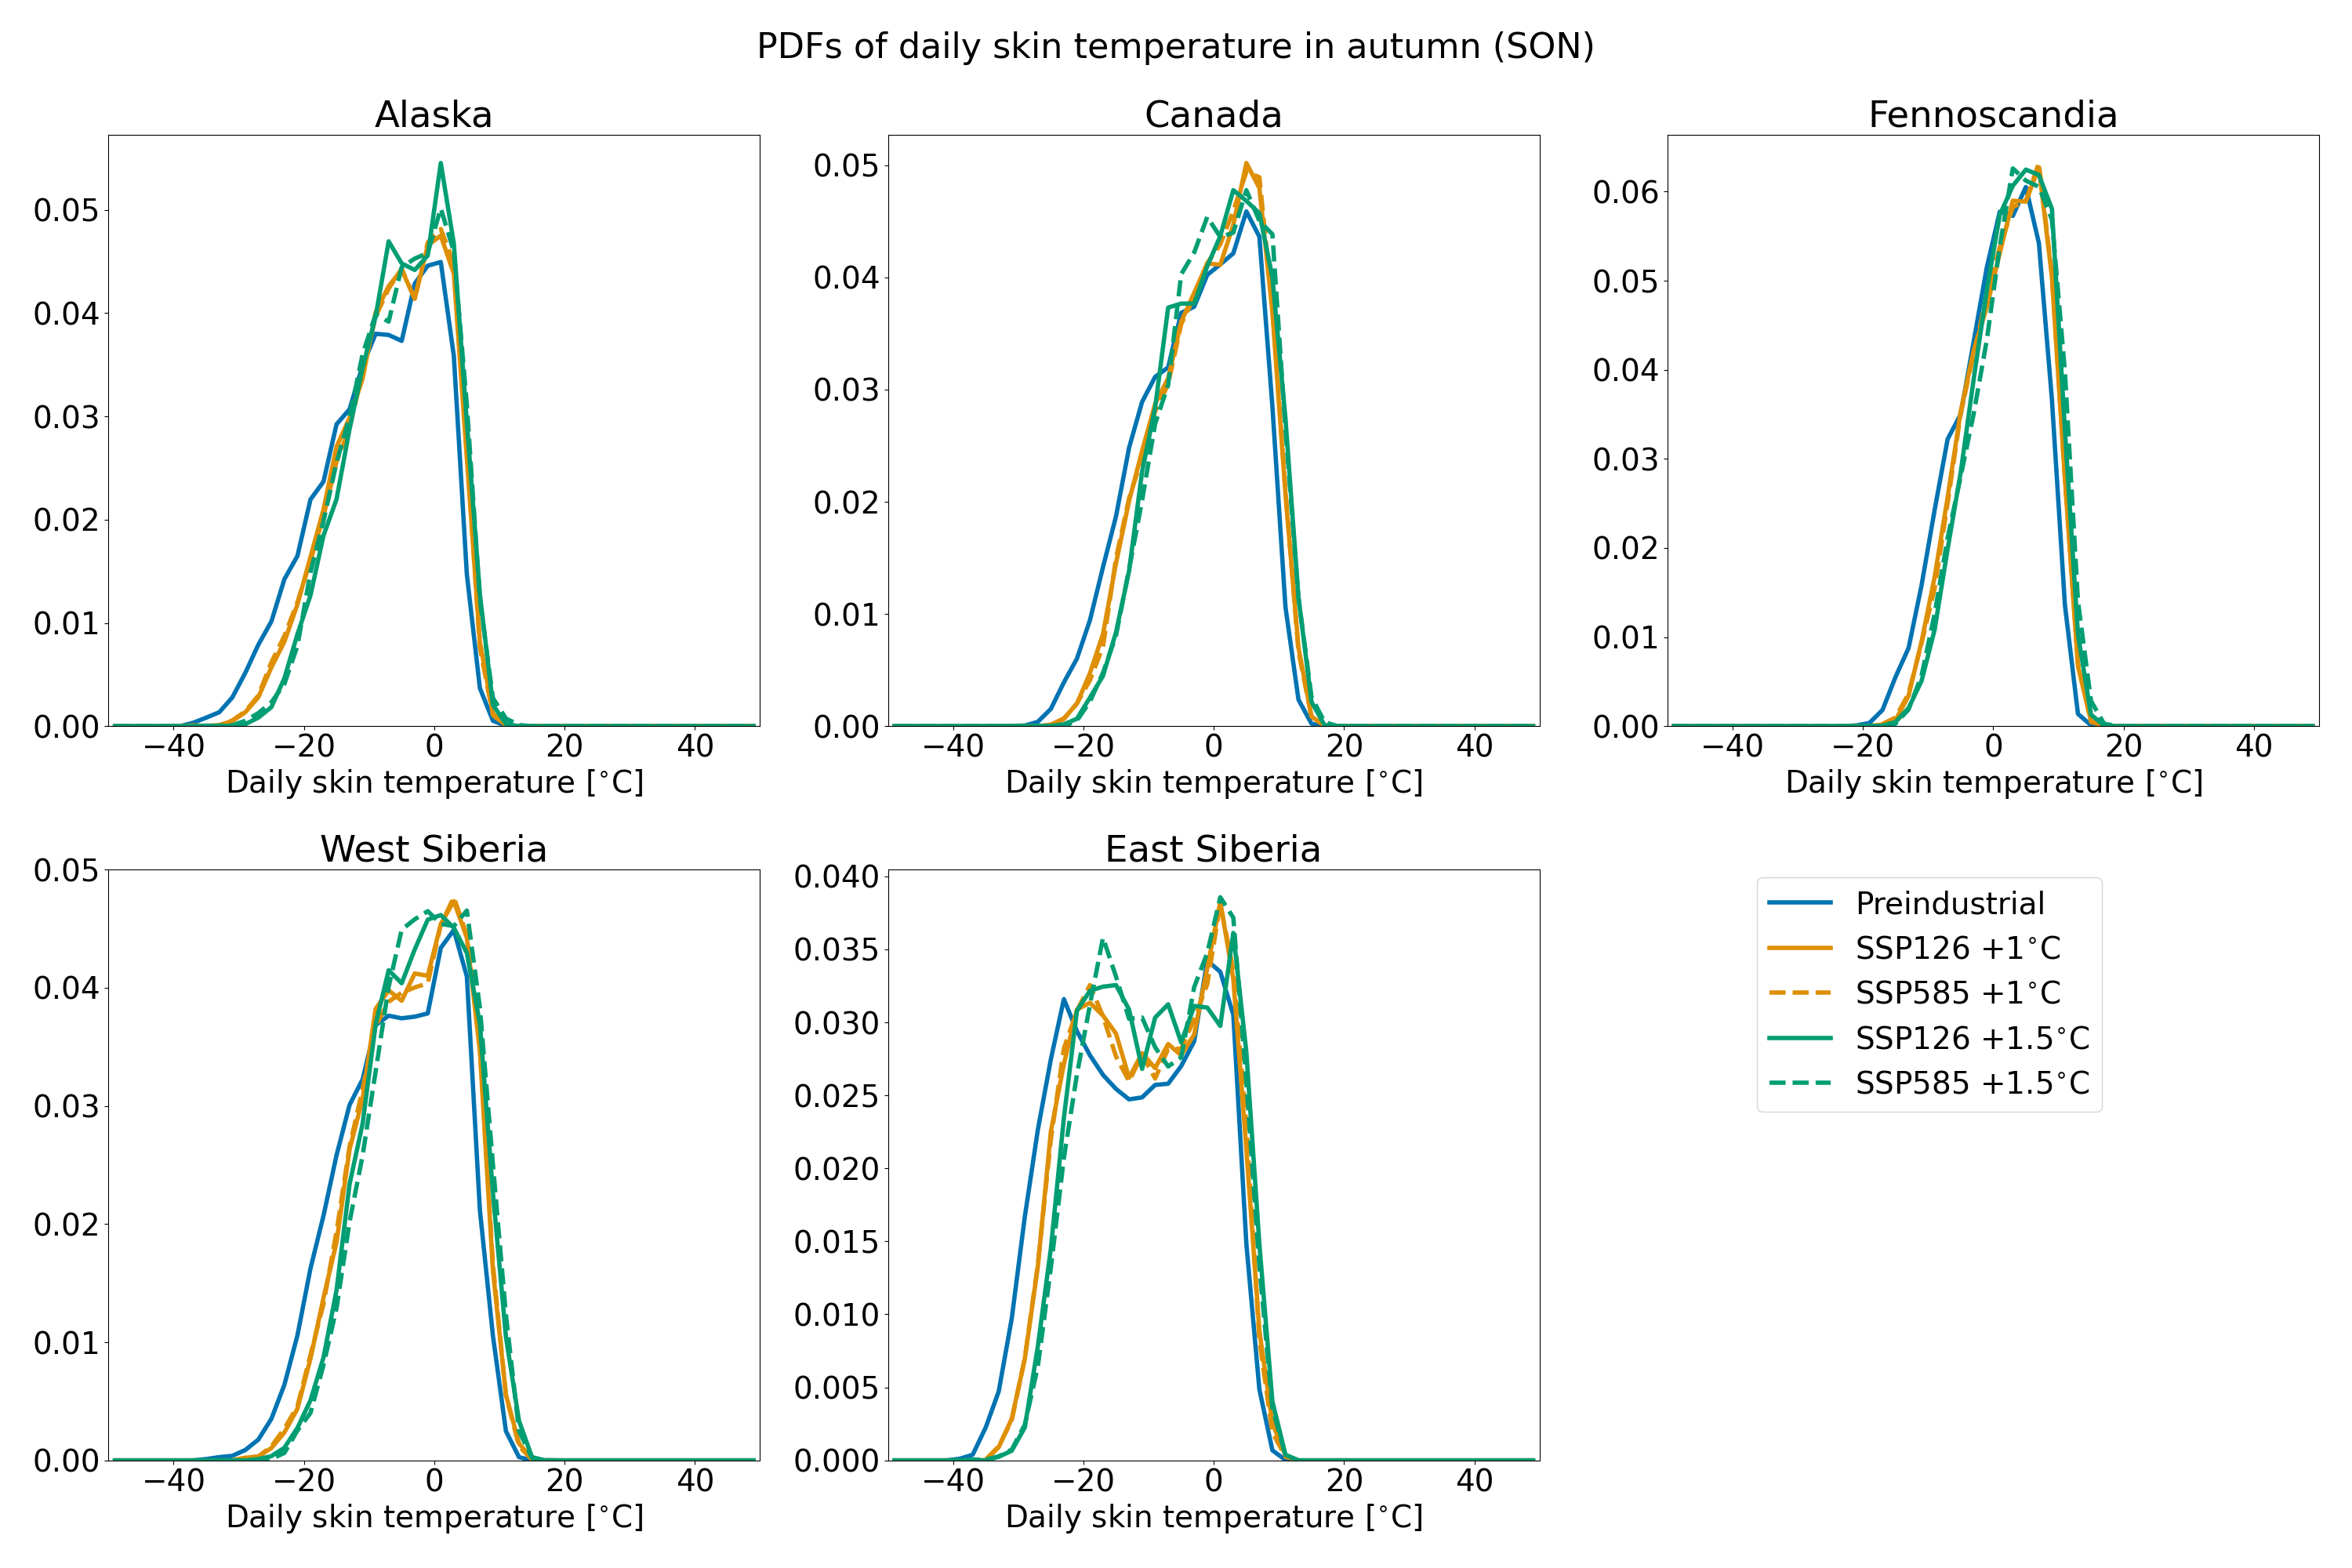 PDFs of daily skin temperature in autumn (SON)
Alaska
0.05
0.04
0.03
0.02
0.01
0.00
−40 −20 0 20 40
Daily skin temperature [°C]
Canada
0.05
0.04
0.03
0.02
0.01
0.00
−40 −20 0 20 40
Daily skin temperature [°C]
Fennoscandia
0.06
0.05
0.04
0.03
0.02
0.01
0.00
−40 −20 0 20 40
Daily skin temperature [°C]
West Siberia
0.05
0.04
0.03
0.02
0.01
0.00
−40 −20 0 20 40
Daily skin temperature [°C]
East Siberia
0.040
0.035
0.030
0.025
0.020
0.015
0.010
0.005
0.000
−40 −20 0 20 40
Daily skin temperature [°C]
Preindustrial
SSP126 +1°C
SSP585 +1°C
SSP126 +1.5°C
SSP585 +1.5°C